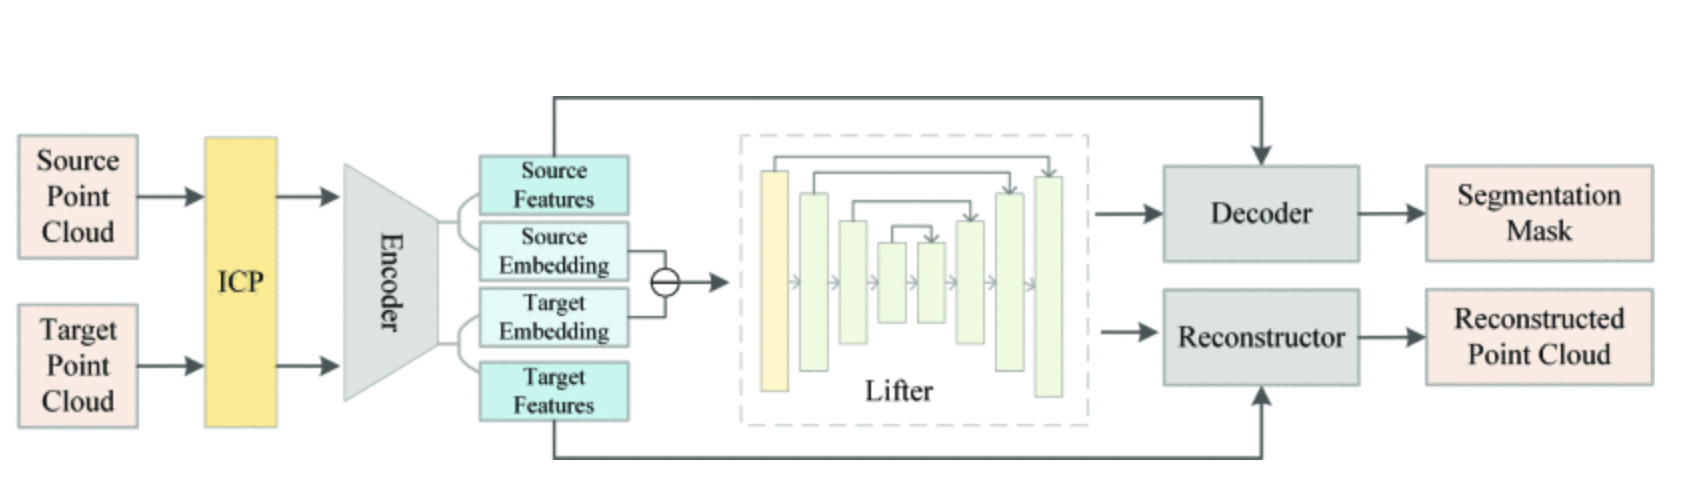 Source
Point
Cloud
Target
Point
Cloud
ICP
Encoder
Source
Features
Source
Embedding
Target
Embedding
Target
Features
Lifter
Decoder
Reconstructor
Segmentation
Mask
Reconstructed
Point Cloud